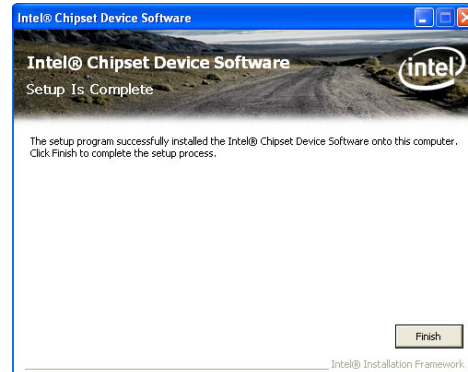 Intel® Chipset Device Software
Intel® Chipset Device Software
Setup Is Complete
intel
The setup program successfully installed the Intel® Chipset Device Software onto this computer.
Click Finish to complete the setup process.
Finish
Intel® Installation Framework